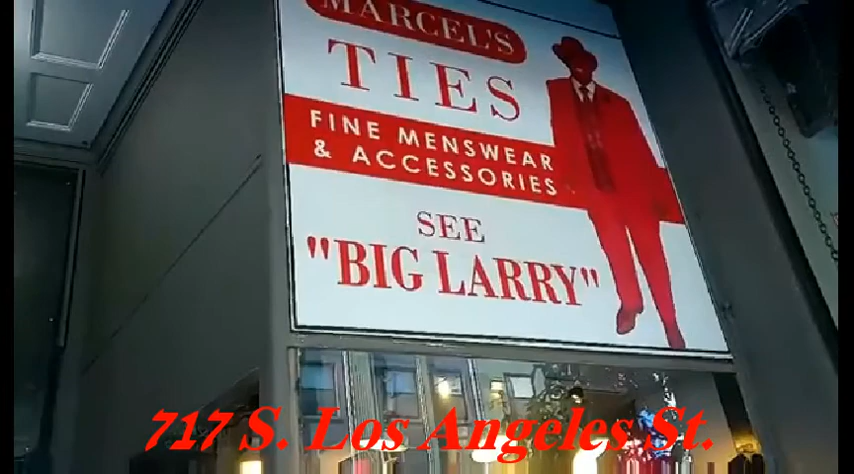 MARCEL'S
TIES
FINE MENSWEAR
& ACCESSORIES
SEE
"BIG LARRY"
717 S. Los Angeles St.